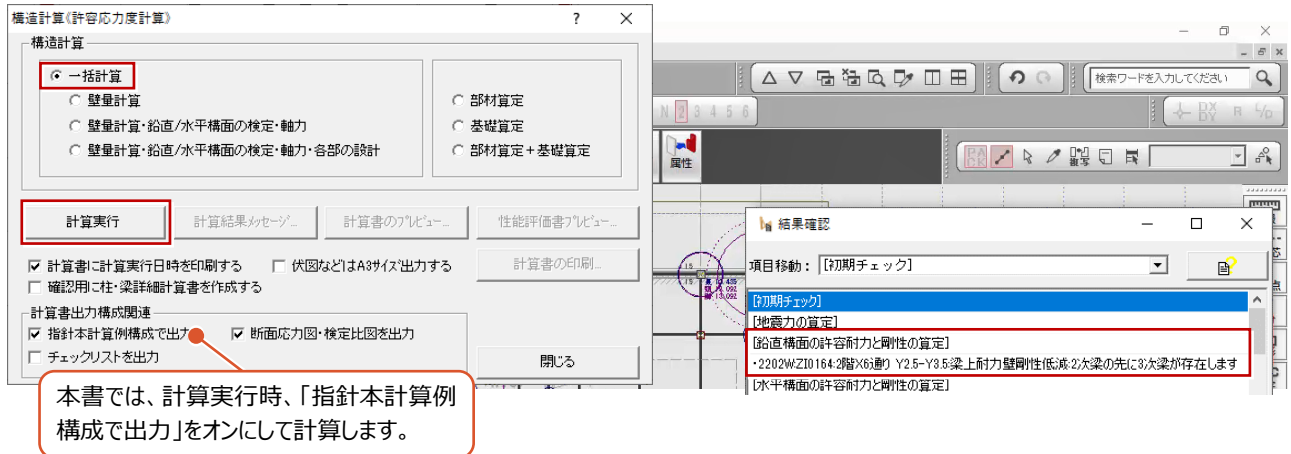 構造計算《許容応力度計算》
? ×
構造計算
一括計算
壁量計算
壁量計算・鉛直/水平構面の検定・軸力
壁量計算・鉛直/水平構面の検定・軸力・各部の設計
部材算定
基礎算定
部材算定+基礎算定
計算実行
計算結果メッセージ...
計算書のプレビュー...
性能評価書プレビュー...
計算書に計算実行日時を印刷する
伏図などはA3サイズ出力する
計算書の印刷...
確認用に柱・梁詳細計算書を作成する
計算書出力構成関連
指針本計算例構成で出力
断面応力図・検定比図を出力
チェックリストを出力
閉じる
本書では、計算実行時、「指針本計算例
構成で出力」をオンにして計算します。
検索ワードを入力してください
N 2 3 4 5 6
属性
複写
結果確認
項目移動: [初期チェック]
[初期チェック]
[地震力の算定]
[鉛直構面の許容耐力と剛性の算定]
・2202W:ZI0164:2階X6通り Y2.5-Y3.5:梁上耐力壁剛性低減:2次梁の先に3次梁が存在します
[水平構面の許容耐力と剛性の算定]